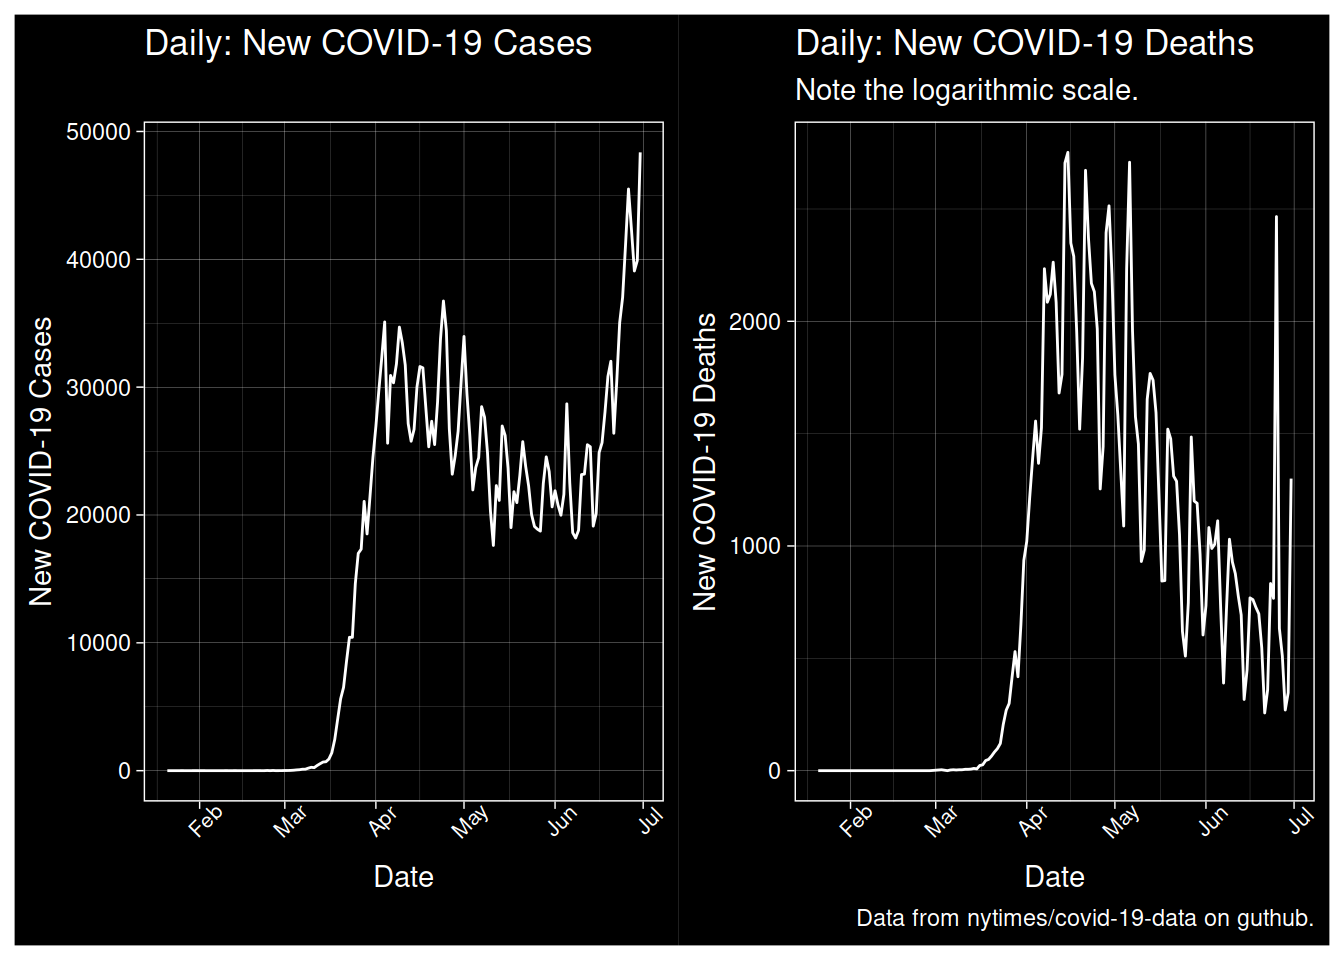 Daily: New COVID-19 Cases
New COVID-19 Cases
50000
40000
30000
20000
10000
0
Feb
Mar
Apr
May
Jun
Jul
Date
Daily: New COVID-19 Deaths
Note the logarithmic scale.
New COVID-19 Deaths
2000
1000
0
Feb
Mar
Apr
May
Jun
Jul
Date
Data from nytimes/covid-19-data on guthub.